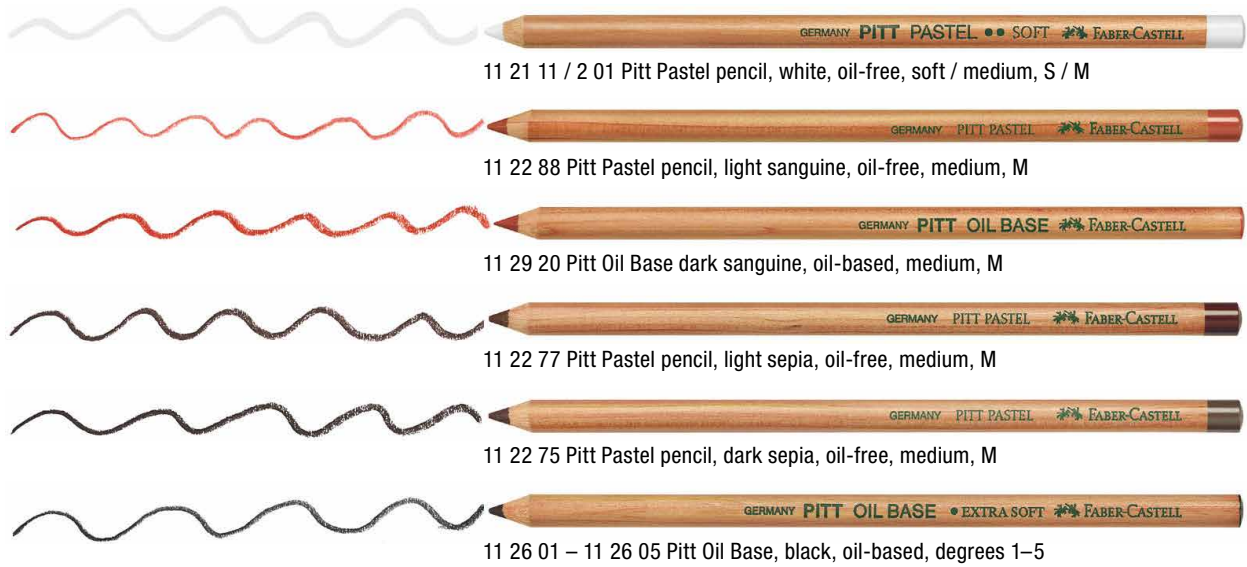 GERMANY PITT PASTEL •• SOFT FABER-CASTELL
11 21 11 / 2 01 Pitt Pastel pencil, white, oil-free, soft / medium, S / M
GERMANY PITT PASTEL FABER-CASTELL
11 22 88 Pitt Pastel pencil, light sanguine, oil-free, medium, M
GERMANY PITT OIL BASE FABER-CASTELL
11 29 20 Pitt Oil Base dark sanguine, oil-based, medium, M
GERMANY PITT PASTEL FABER-CASTELL
11 22 77 Pitt Pastel pencil, light sepia, oil-free, medium, M
GERMANY PITT PASTEL FABER-CASTELL
11 22 75 Pitt Pastel pencil, dark sepia, oil-free, medium, M
GERMANY PITT OIL BASE • EXTRA SOFT FABER-CASTELL
11 26 01 – 11 26 05 Pitt Oil Base, black, oil-based, degrees 1–5